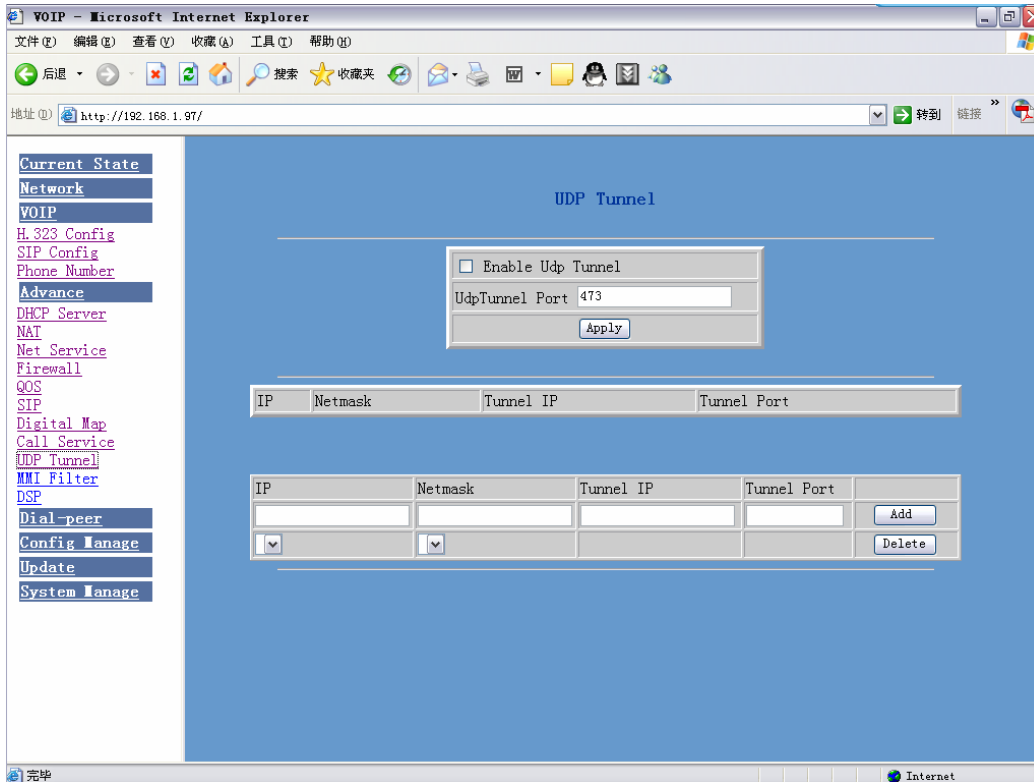 VOIP - Microsoft Internet Explorer
文件(F) 编辑(E) 查看(V) 收藏(A) 工具(T) 帮助(H)
后退 搜索 收藏夹
地址(D) http://192.168.1.97/ 转到 链接 »
Current State
Network
VOIP
H.323 Config
SIP Config
Phone Number
Advance
DHCP Server
NAT
Net Service
Firewall
QOS
SIP
Digital Map
Call Service
UDP Tunnel
MMI Filter
DSP
Dial-peer
Config Manage
Update
System Manage
UDP Tunnel
Enable Udp Tunnel
UdpTunnel Port 473
Apply
IP Netmask Tunnel IP Tunnel Port
IP Netmask Tunnel IP Tunnel Port
Add
Delete
完毕 Internet